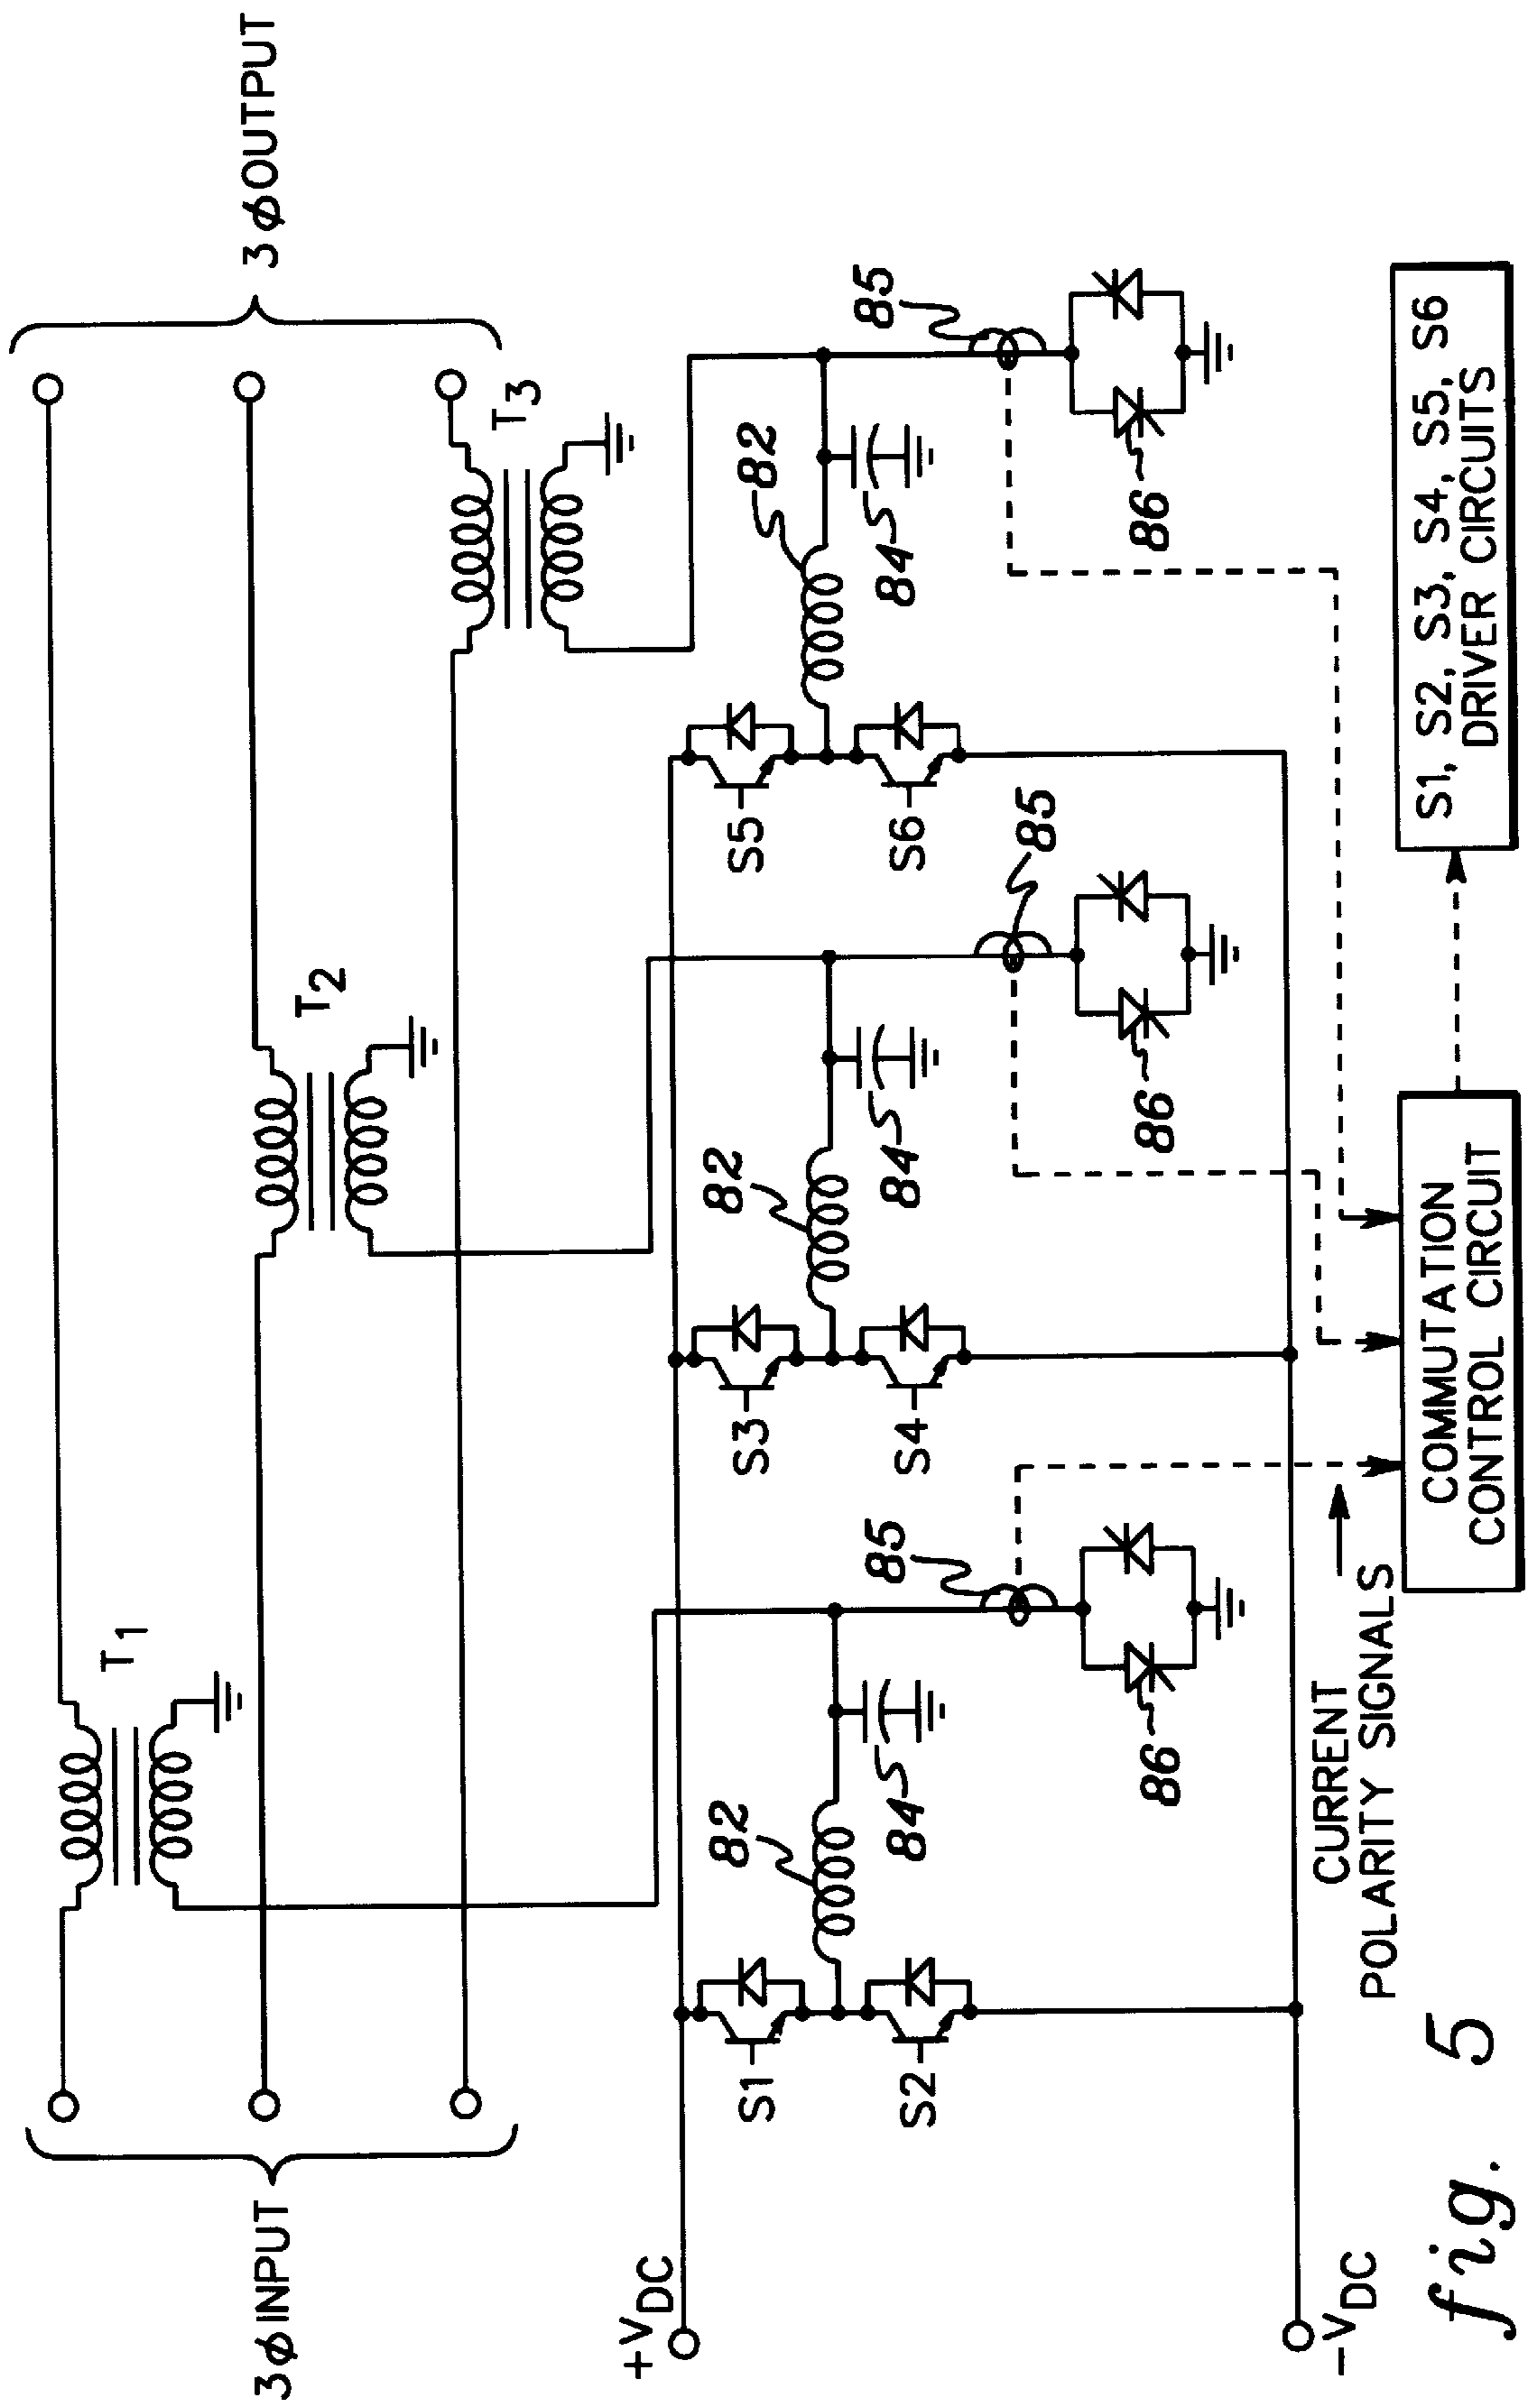 3ϕ INPUT
3ϕ OUTPUT
T1
T2
T3
+VDC
-VDC
S1
S2
82
84
85
86
S3
S4
82
84
85
86
S5
S6
82
84
85
86
CURRENT
POLARITY SIGNALS
COMMUTATION
CONTROL CIRCUIT
S1, S2, S3, S4, S5, S6
DRIVER CIRCUITS
fig. 5